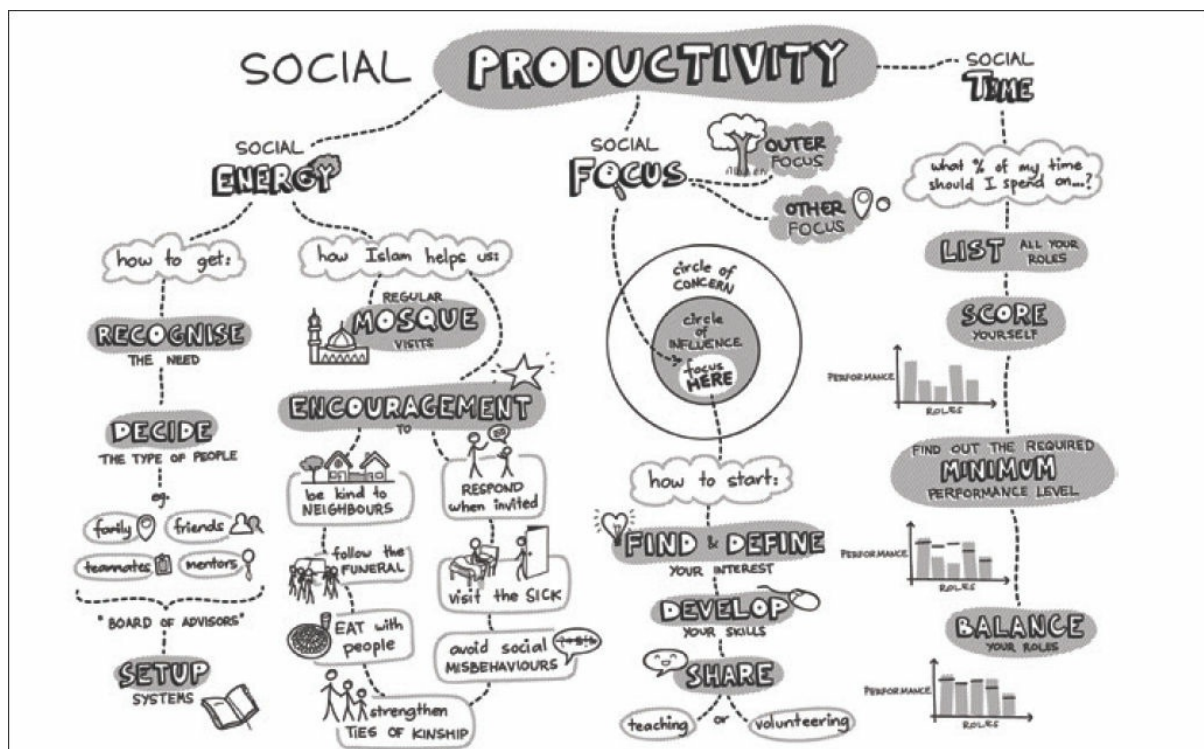 SOCIAL PRODUCTIVITY
SOCIAL
ENERGY
how to get:
RECOGNISE
THE NEED
DECIDE
THE TYPE OF PEOPLE
eg.
family
friends
teammates
mentors
"BOARD OF ADVISORS"
SETUP
SYSTEMS
how Islam helps us:
REGULAR
MOSQUE
VISITS
ENCOURAGEMENT
TO
be kind to
NEIGHBOURS
follow the
FUNERAL
EAT with
people
strengthen
TIES OF KINSHIP
RESPOND
when invited
visit the SICK
avoid social
MISBEHAVIOURS
SOCIAL
FOCUS
OUTER
FOCUS
OTHER
FOCUS
circle of
CONCERN
circle
of
INFLUENCE
focus
HERE
how to start:
FIND & DEFINE
YOUR INTEREST
DEVELOP
YOUR SKILLS
SHARE
teaching or volunteering
SOCIAL
TIME
what % of my time
should I spend on...?
LIST ALL YOUR
ROLES
SCORE
YOURSELF
PERFORMANCE
ROLES
FIND OUT THE REQUIRED
MINIMUM
PERFORMANCE LEVEL
PERFORMANCE
ROLES
BALANCE
YOUR ROLES
PERFORMANCE
ROLES